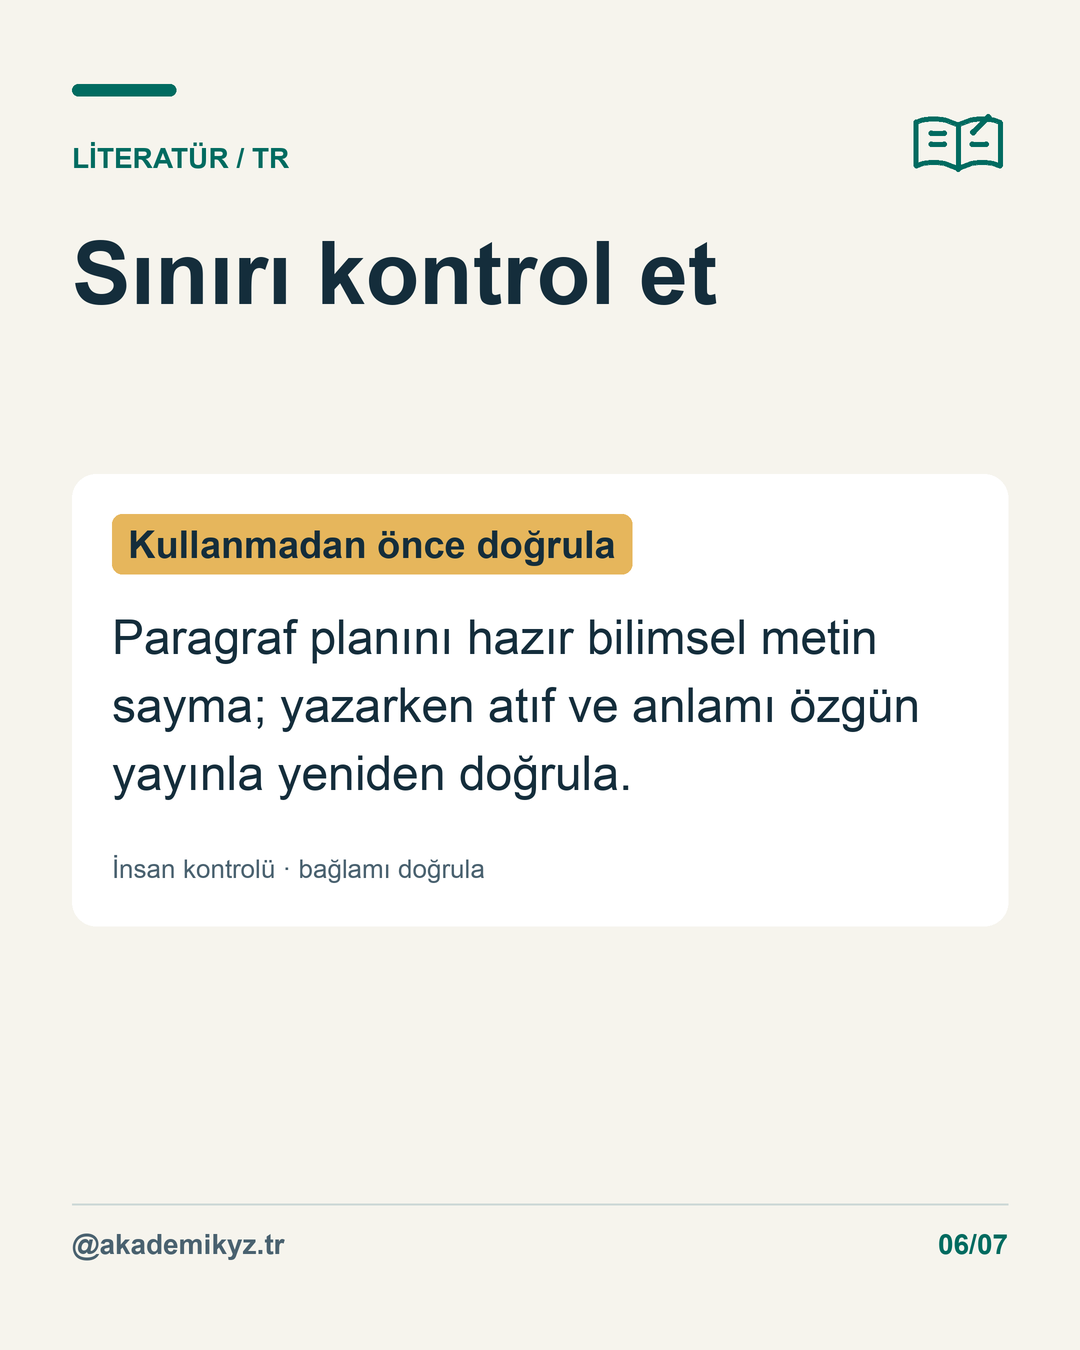 LİTERATÜR / TR
Sınırı kontrol et
Kullanmadan önce doğrula
Paragraf planını hazır bilimsel metin
sayma; yazarken atıf ve anlamı özgün
yayınla yeniden doğrula.
İnsan kontrolü · bağlamı doğrula
@akademikyz.tr
06/07